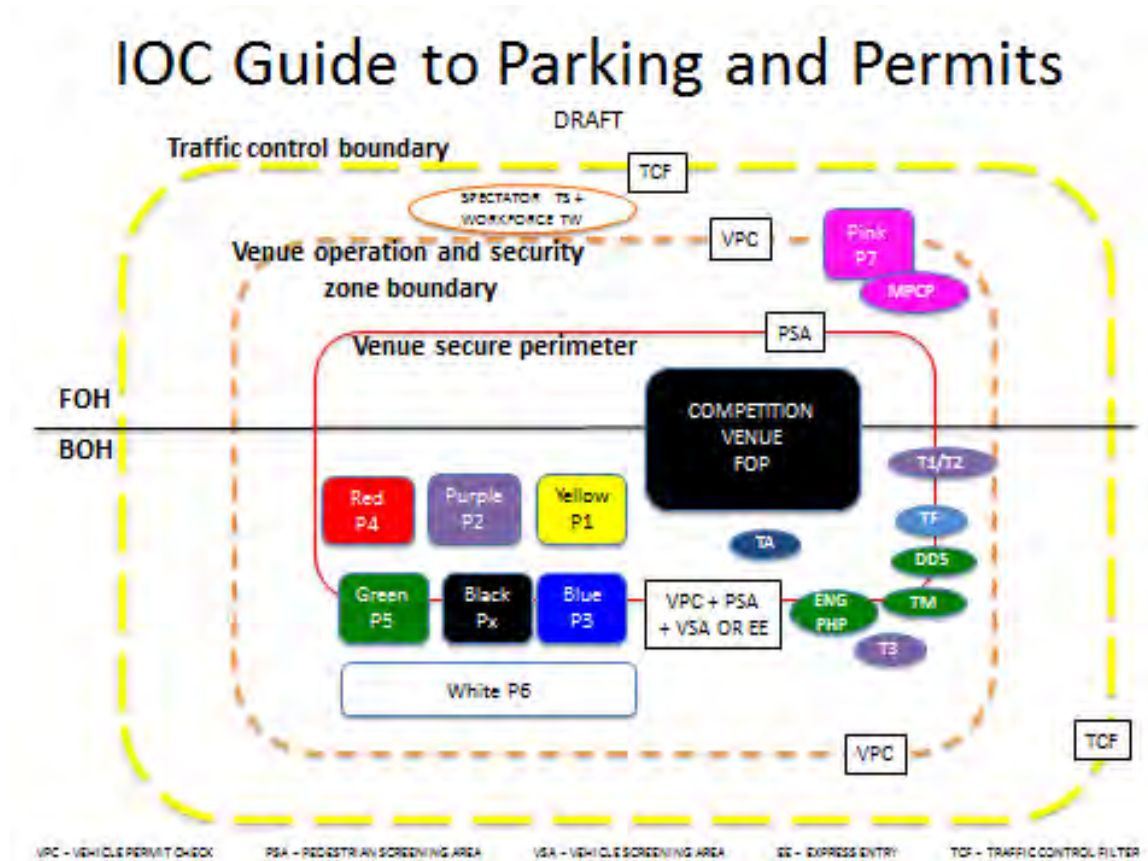 IOC Guide to Parking and Permits
DRAFT
Traffic control boundary
TCF
SPECTATOR TS +
WORKFORCE TW
VPC
Pink
P7
MPCP
Venue operation and security
zone boundary
PSA
Venue secure perimeter
FOH
BOH
COMPETITION
VENUE
FOP
T1/T2
Red
P4
Purple
P2
Yellow
P1
TF
TA
DDS
Green
P5
Black
Px
Blue
P3
VPC + PSA
+ VSA OR EE
ENG
PHP
TM
T3
White P6
TCF
VPC
VPC – VEHICLE PERMIT CHECK PSA – PEDESTRIAN SCREENING AREA VSA – VEHICLE SCREENING AREA EE – EXPRESS ENTRY TCF – TRAFFIC CONTROL FILTER